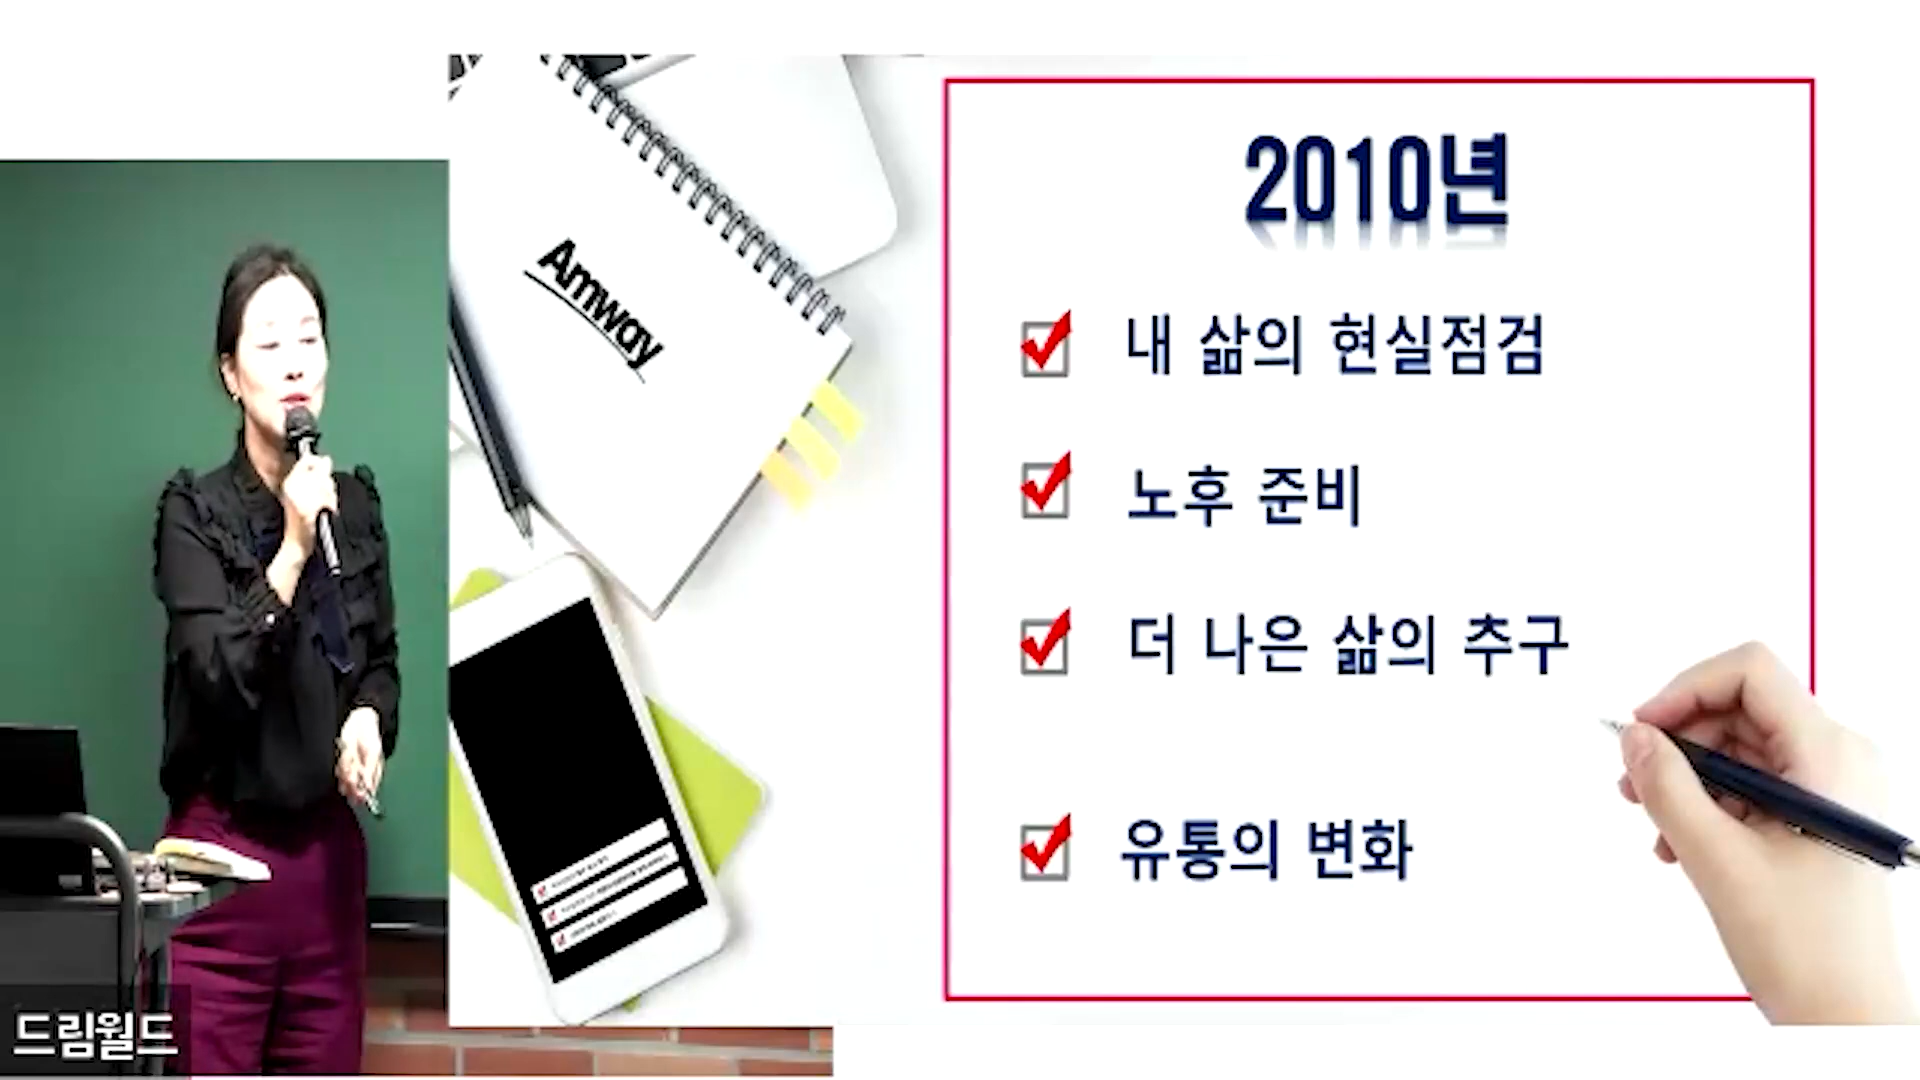 Amway
2010년
내 삶의 현실점검
노후 준비
더 나은 삶의 추구
유통의 변화
드림월드